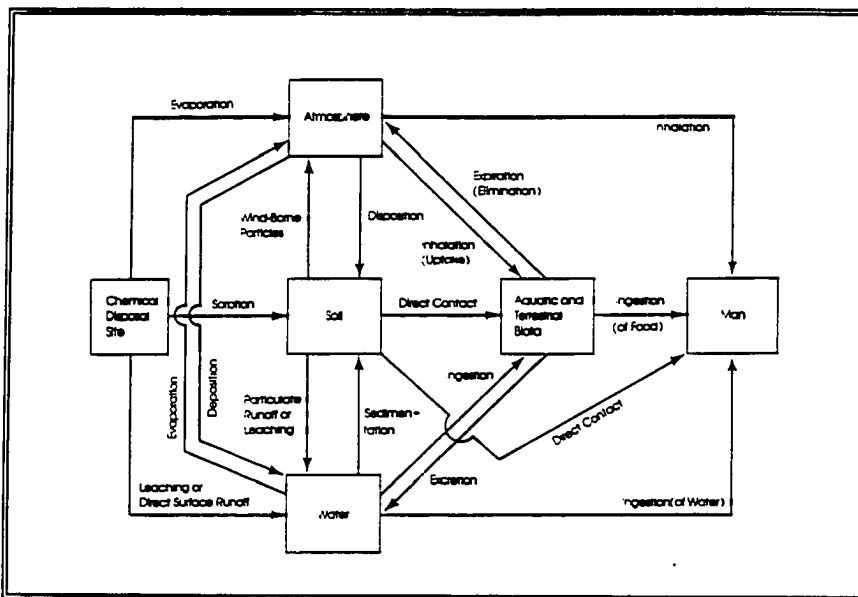 Evaporation
Atmosphere
Inhalation
Expiration
(Elimination)
Wind-Borne
Particles
Disposition
Inhalation
(Uptake)
Chemical
Disposal
Site
Sorption
Soil
Direct Contact
Aquatic and
Terrestrial
Biota
Ingestion
(of Food)
Man
Evaporation
Deposition
Particulate
Runoff or
Leaching
Sedimen-
tation
Ingestion
Direct Contact
Leaching or
Direct Surface Runoff
Water
Excretion
Ingestion(of Water)